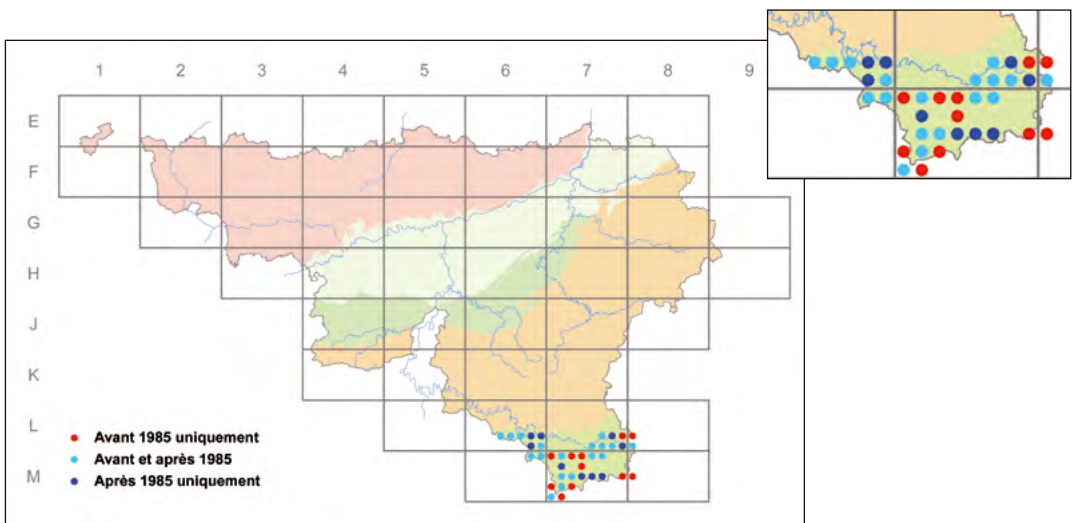 1 2 3 4 5 6 7 8 9
E
F
G
H
J
K
L
M
Avant 1985 uniquement
Avant et après 1985
Après 1985 uniquement